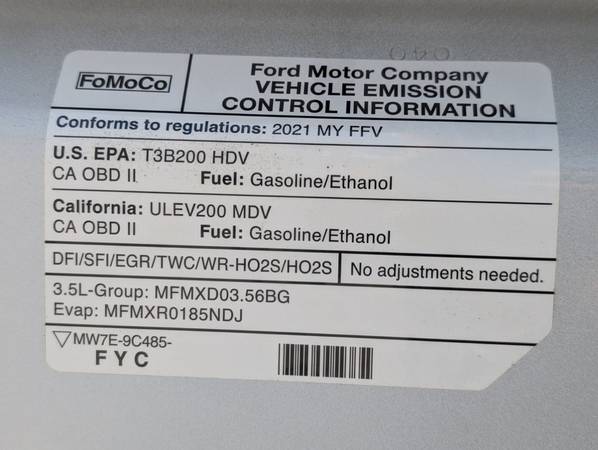 040
FoMoCo
Ford Motor Company
VEHICLE EMISSION
CONTROL INFORMATION
Conforms to regulations: 2021 MY FFV
U.S. EPA: T3B200 HDV
CA OBD II Fuel: Gasoline/Ethanol
California: ULEV200 MDV
CA OBD II Fuel: Gasoline/Ethanol
DFI/SFI/EGR/TWC/WR-HO2S/HO2S No adjustments needed.
3.5L-Group: MFMXD03.56BG
Evap: MFMXR0185NDJ
MW7E-9C485-
FYC